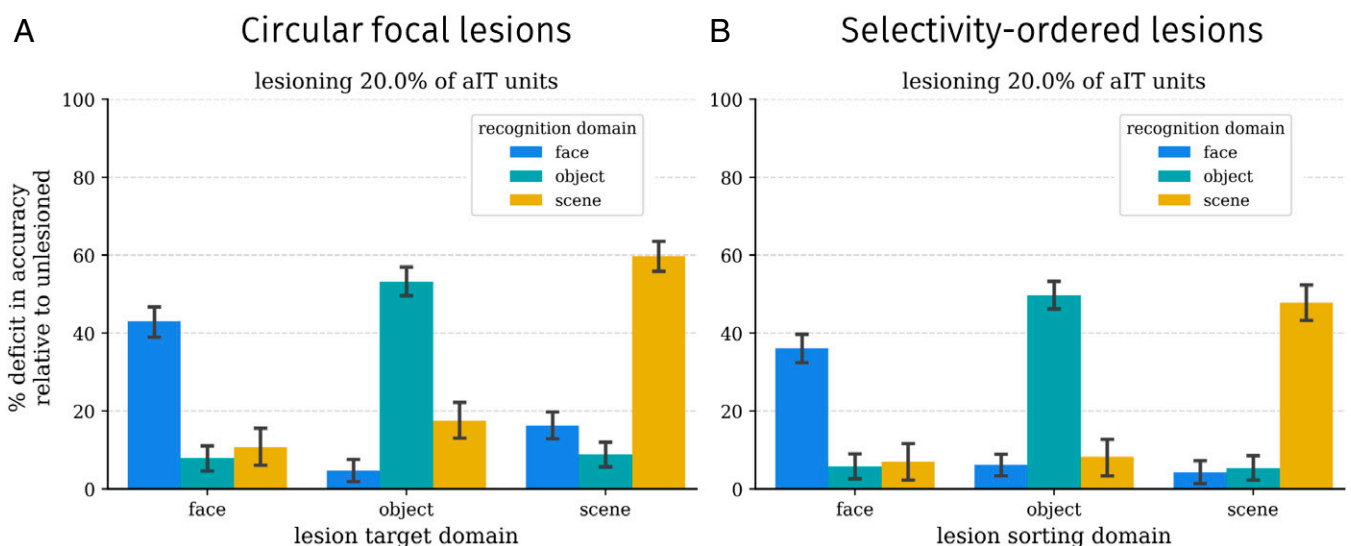 A
Circular focal lesions
lesioning 20.0% of aIT units
% deficit in accuracy
relative to unlesioned
100
80
60
40
20
0
recognition domain
face
object
scene
face
object
scene
lesion target domain
B
Selectivity-ordered lesions
lesioning 20.0% of aIT units
100
80
60
40
20
0
recognition domain
face
object
scene
face
object
scene
lesion sorting domain